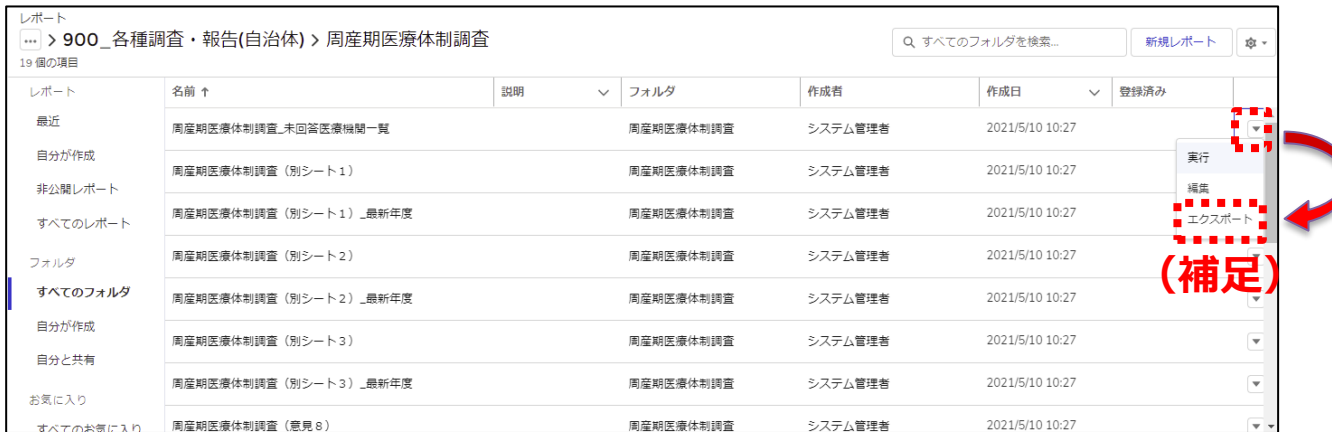 レポート
… > 900_各種調査・報告(自治体) > 周産期医療体制調査
19 個の項目
すべてのフォルダを検索...
新規レポート
レポート
最近
自分が作成
非公開レポート
すべてのレポート
フォルダ
すべてのフォルダ
自分が作成
自分と共有
お気に入り
すべてのお気に入り
名前 ↑ 説明 フォルダ 作成者 作成日 登録済み
周産期医療体制調査_未回答医療機関一覧 周産期医療体制調査 システム管理者 2021/5/10 10:27
周産期医療体制調査（別シート１） 周産期医療体制調査 システム管理者 2021/5/10 10:27
周産期医療体制調査（別シート１）_最新年度 周産期医療体制調査 システム管理者 2021/5/10 10:27
周産期医療体制調査（別シート２） 周産期医療体制調査 システム管理者 2021/5/10 10:27
周産期医療体制調査（別シート２）_最新年度 周産期医療体制調査 システム管理者 2021/5/10 10:27
周産期医療体制調査（別シート３） 周産期医療体制調査 システム管理者 2021/5/10 10:27
周産期医療体制調査（別シート３）_最新年度 周産期医療体制調査 システム管理者 2021/5/10 10:27
周産期医療体制調査（意見８） 周産期医療体制調査 システム管理者 2021/5/10 10:27
実行
編集
エクスポート
（補足）